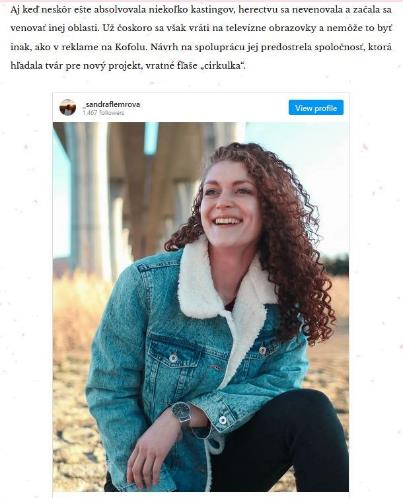 Aj keď neskôr ešte absolvovala niekoľko kastingov, herectvu sa nevenovala a začala sa
venovať inej oblasti. Už čoskoro sa však vráti na televízne obrazovky a nemôže to byť
inak, ako v reklame na Kofolu. Návrh na spoluprácu jej predostrela spoločnosť, ktorá
hľadala tvár pre nový projekt, vratné fľaše „cirkulka“.
_sandraflemrova
1,467 followers
View profile